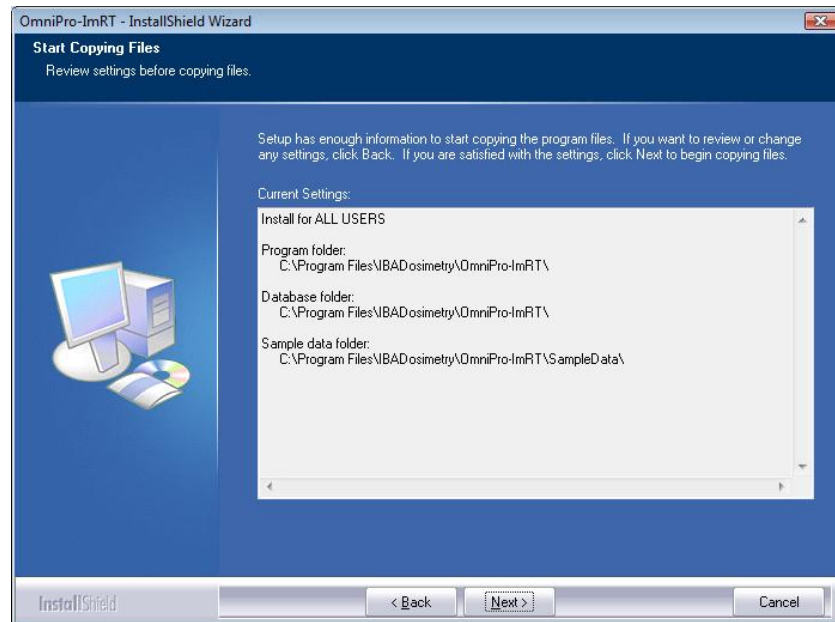 OmniPro-ImRT - InstallShield Wizard
Start Copying Files
Review settings before copying files.
Setup has enough information to start copying the program files. If you want to review or change
any settings, click Back. If you are satisfied with the settings, click Next to begin copying files.
Current Settings:
Install for ALL USERS
Program folder:
C:\Program Files\IBADosimetry\OmniPro-ImRT\
Database folder:
C:\Program Files\IBADosimetry\OmniPro-ImRT\
Sample data folder:
C:\Program Files\IBADosimetry\OmniPro-ImRT\SampleData\
InstallShield
< Back
Next >
Cancel